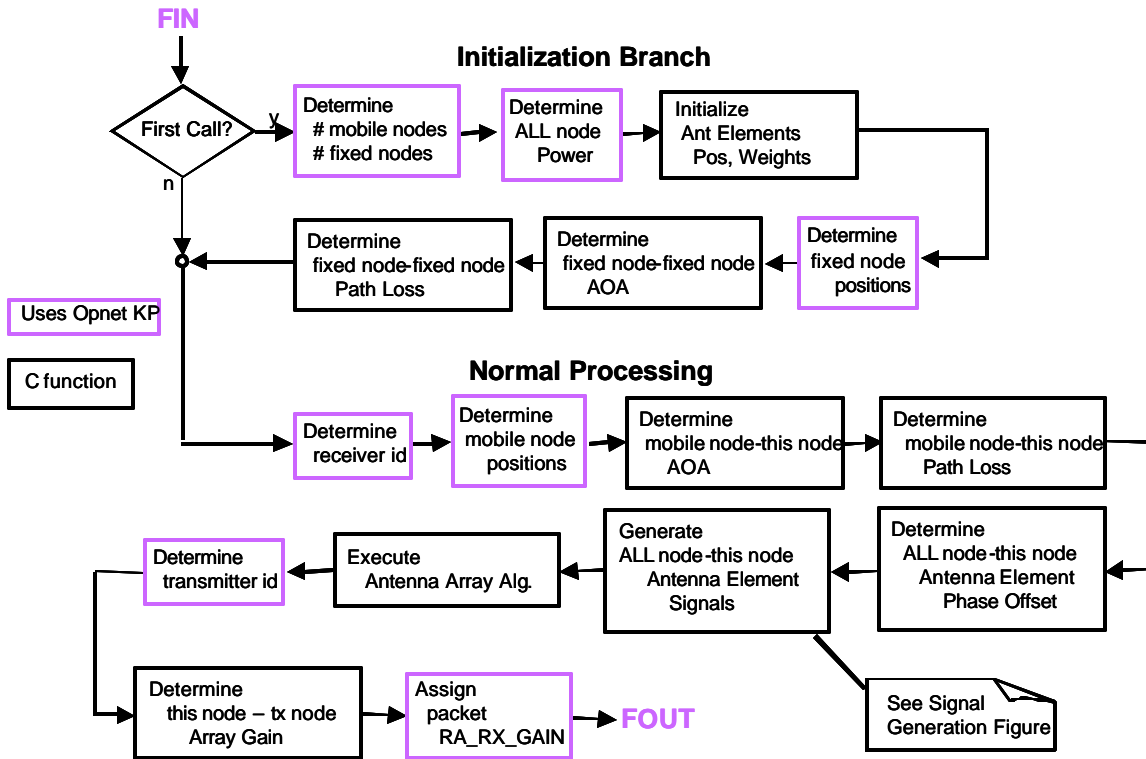 FIN
Initialization Branch
First Call?
y
n
Determine
# mobile nodes
# fixed nodes
Determine
ALL node
Power
Initialize
Ant Elements
Pos, Weights
Determine
fixed node
positions
Determine
fixed node-fixed node
AOA
Determine
fixed node-fixed node
Path Loss
Uses Opnet KP
C function
Normal Processing
Determine
receiver id
Determine
mobile node
positions
Determine
mobile node-this node
AOA
Determine
mobile node-this node
Path Loss
Determine
ALL node-this node
Antenna Element
Phase Offset
Generate
ALL node-this node
Antenna Element
Signals
Execute
Antenna Array Alg.
Determine
transmitter id
Determine
this node – tx node
Array Gain
Assign
packet
RA_RX_GAIN
FOUT
See Signal
Generation Figure